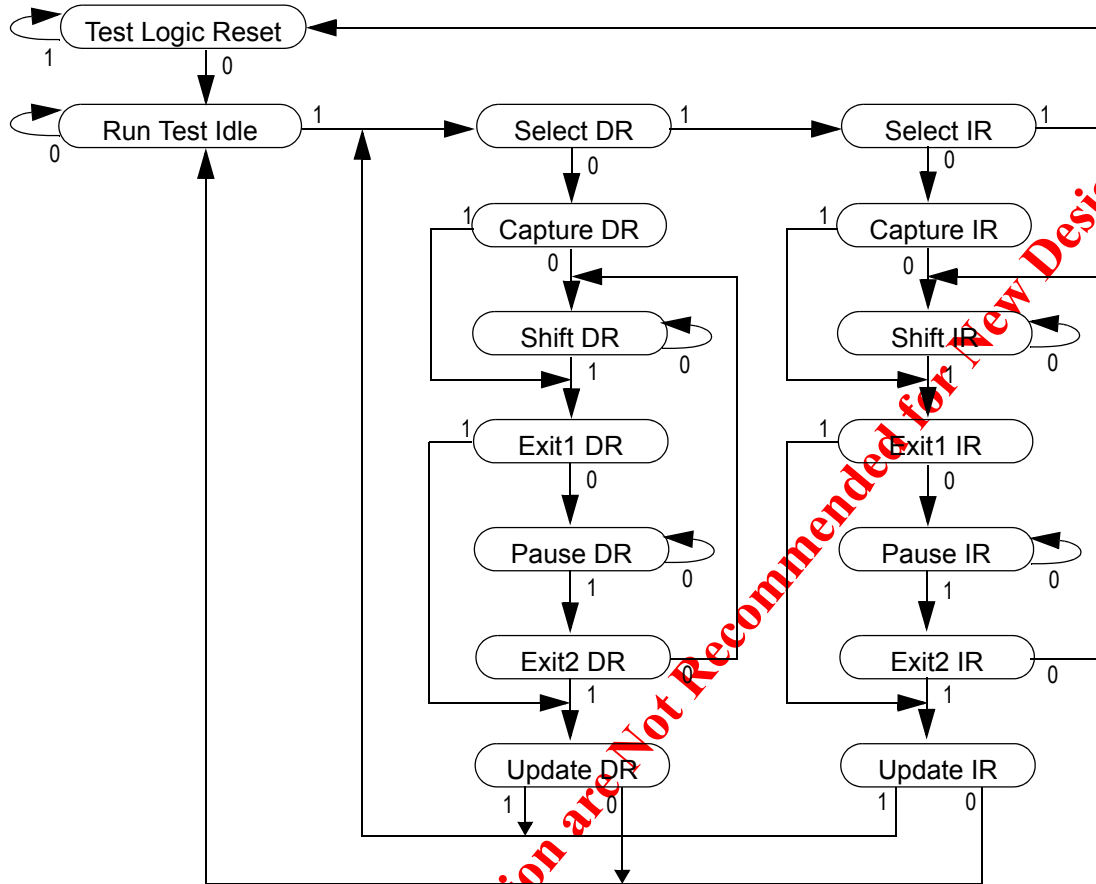 Test Logic Reset
1
0
Run Test Idle
0
1
Select DR
1
0
Select IR
1
0
1
Capture DR
0
1
Capture IR
0
Shift DR
0
1
Shift IR
0
1
1
Exit1 DR
0
1
Exit1 IR
0
Pause DR
0
1
Pause IR
0
1
Exit2 DR
0
1
Exit2 IR
0
1
Update DR
1
0
Update IR
1
0
are Not Recommended for New